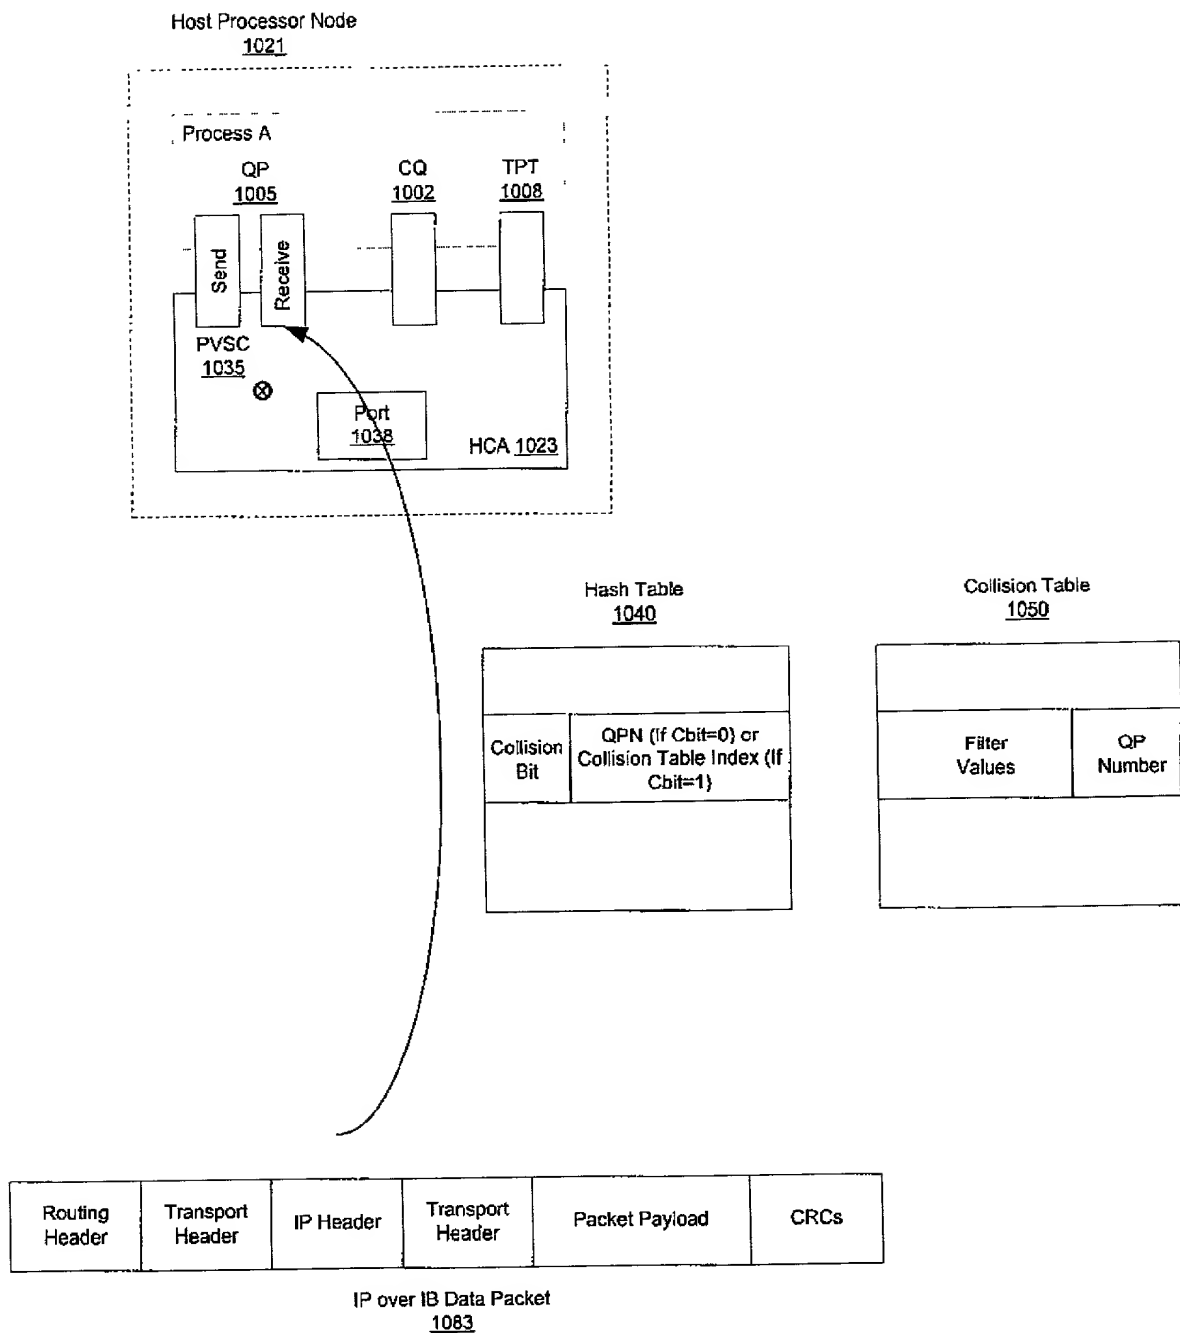 Host Processor Node
1021
Process A
QP
1005
CQ
1002
TPT
1008
Send
Receive
PVSC
1035
Port
1038
HCA 1023
Hash Table
1040
Collision Table
1050
Collision
Bit
QPN (If Cbit=0) or
Collision Table Index (If
Cbit=1)
Filter
Values
QP
Number
Routing
Header
Transport
Header
IP Header
Transport
Header
Packet Payload
CRCs
IP over IB Data Packet
1083